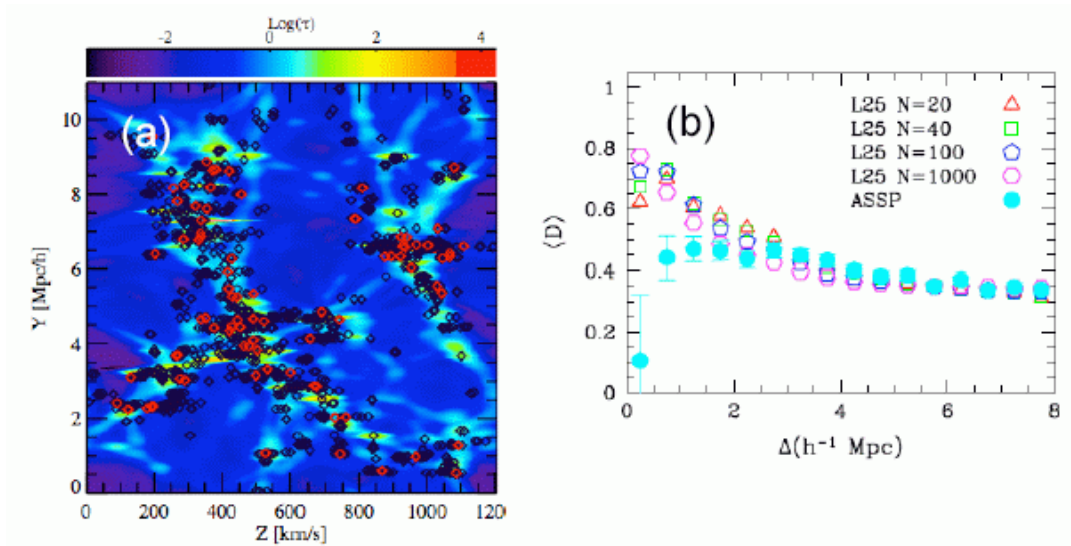 Log(τ)
-2 0 2 4
(a)
10
8
6
4
2
0
Y [Mpc/h]
0 200 400 600 800 1000 120
Z [km/s]
(b)
L25 N=20
L25 N=40
L25 N=100
L25 N=1000
ASSP
1
0.8
0.6
0.4
0.2
0
⟨D⟩
0 2 4 6 8
Δ(h⁻¹ Mpc)